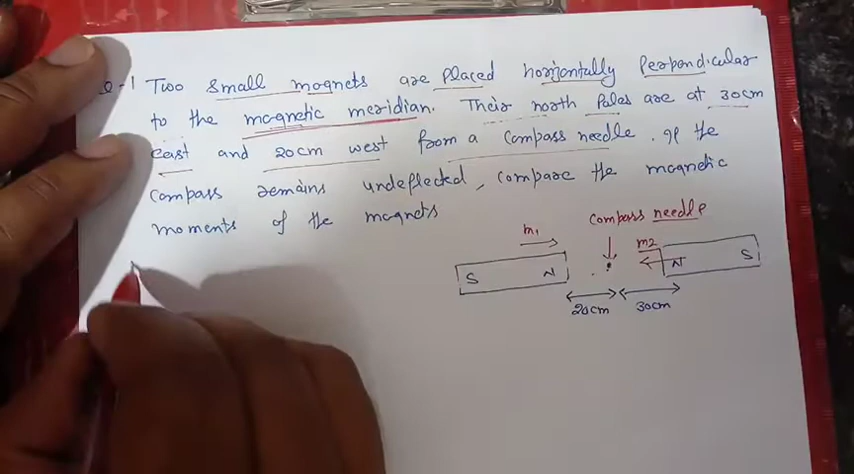 -1 Two small magnets are placed horizontally Perpendicular
to the magnetic meridian. Their north Poles are at 30cm
east and 20cm west from a compass needle. If the
compass remains undeflected, compare the magnetic
moments of the magnets
compass needle
m1
m2
S N
N S
20cm 30cm